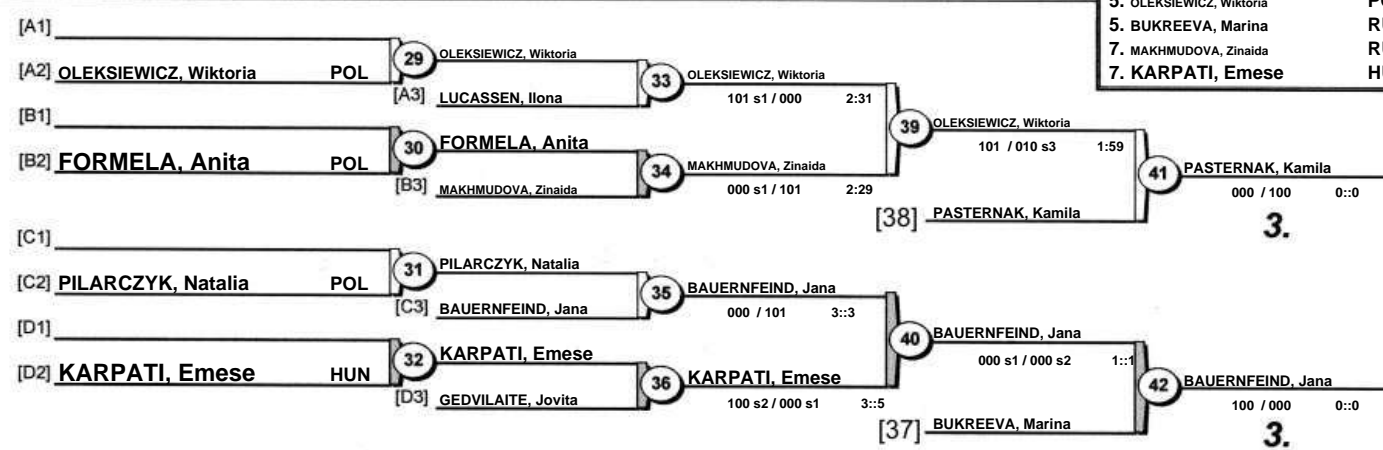 5. OLEKSIEWICZ, Wiktoria
5. BUKREEVA, Marina
7. MAKHMUDOVA, Zinaida
7. KARPATI, Emese
[A1]
[A2] OLEKSIEWICZ, Wiktoria POL
29
OLEKSIEWICZ, Wiktoria
[A3] LUCASSEN, Ilona
33
OLEKSIEWICZ, Wiktoria
101 s1 / 000 2:31
[B1]
[B2] FORMELA, Anita POL
30
FORMELA, Anita
[B3] MAKHMUDOVA, Zinaida
34
MAKHMUDOVA, Zinaida
000 s1 / 101 2:29
39
OLEKSIEWICZ, Wiktoria
101 / 010 s3 1:59
[38] PASTERNAK, Kamila
41
PASTERNAK, Kamila
000 / 100 0::0
3.
[C1]
[C2] PILARCZYK, Natalia POL
31
PILARCZYK, Natalia
[C3] BAUERNFEIND, Jana
35
BAUERNFEIND, Jana
000 / 101 3::3
[D1]
[D2] KARPATI, Emese HUN
32
KARPATI, Emese
[D3] GEDVILAITE, Jovita
36
KARPATI, Emese
100 s2 / 000 s1 3::5
40
BAUERNFEIND, Jana
000 s1 / 000 s2 1::1
[37] BUKREEVA, Marina
42
BAUERNFEIND, Jana
100 / 000 0::0
3.